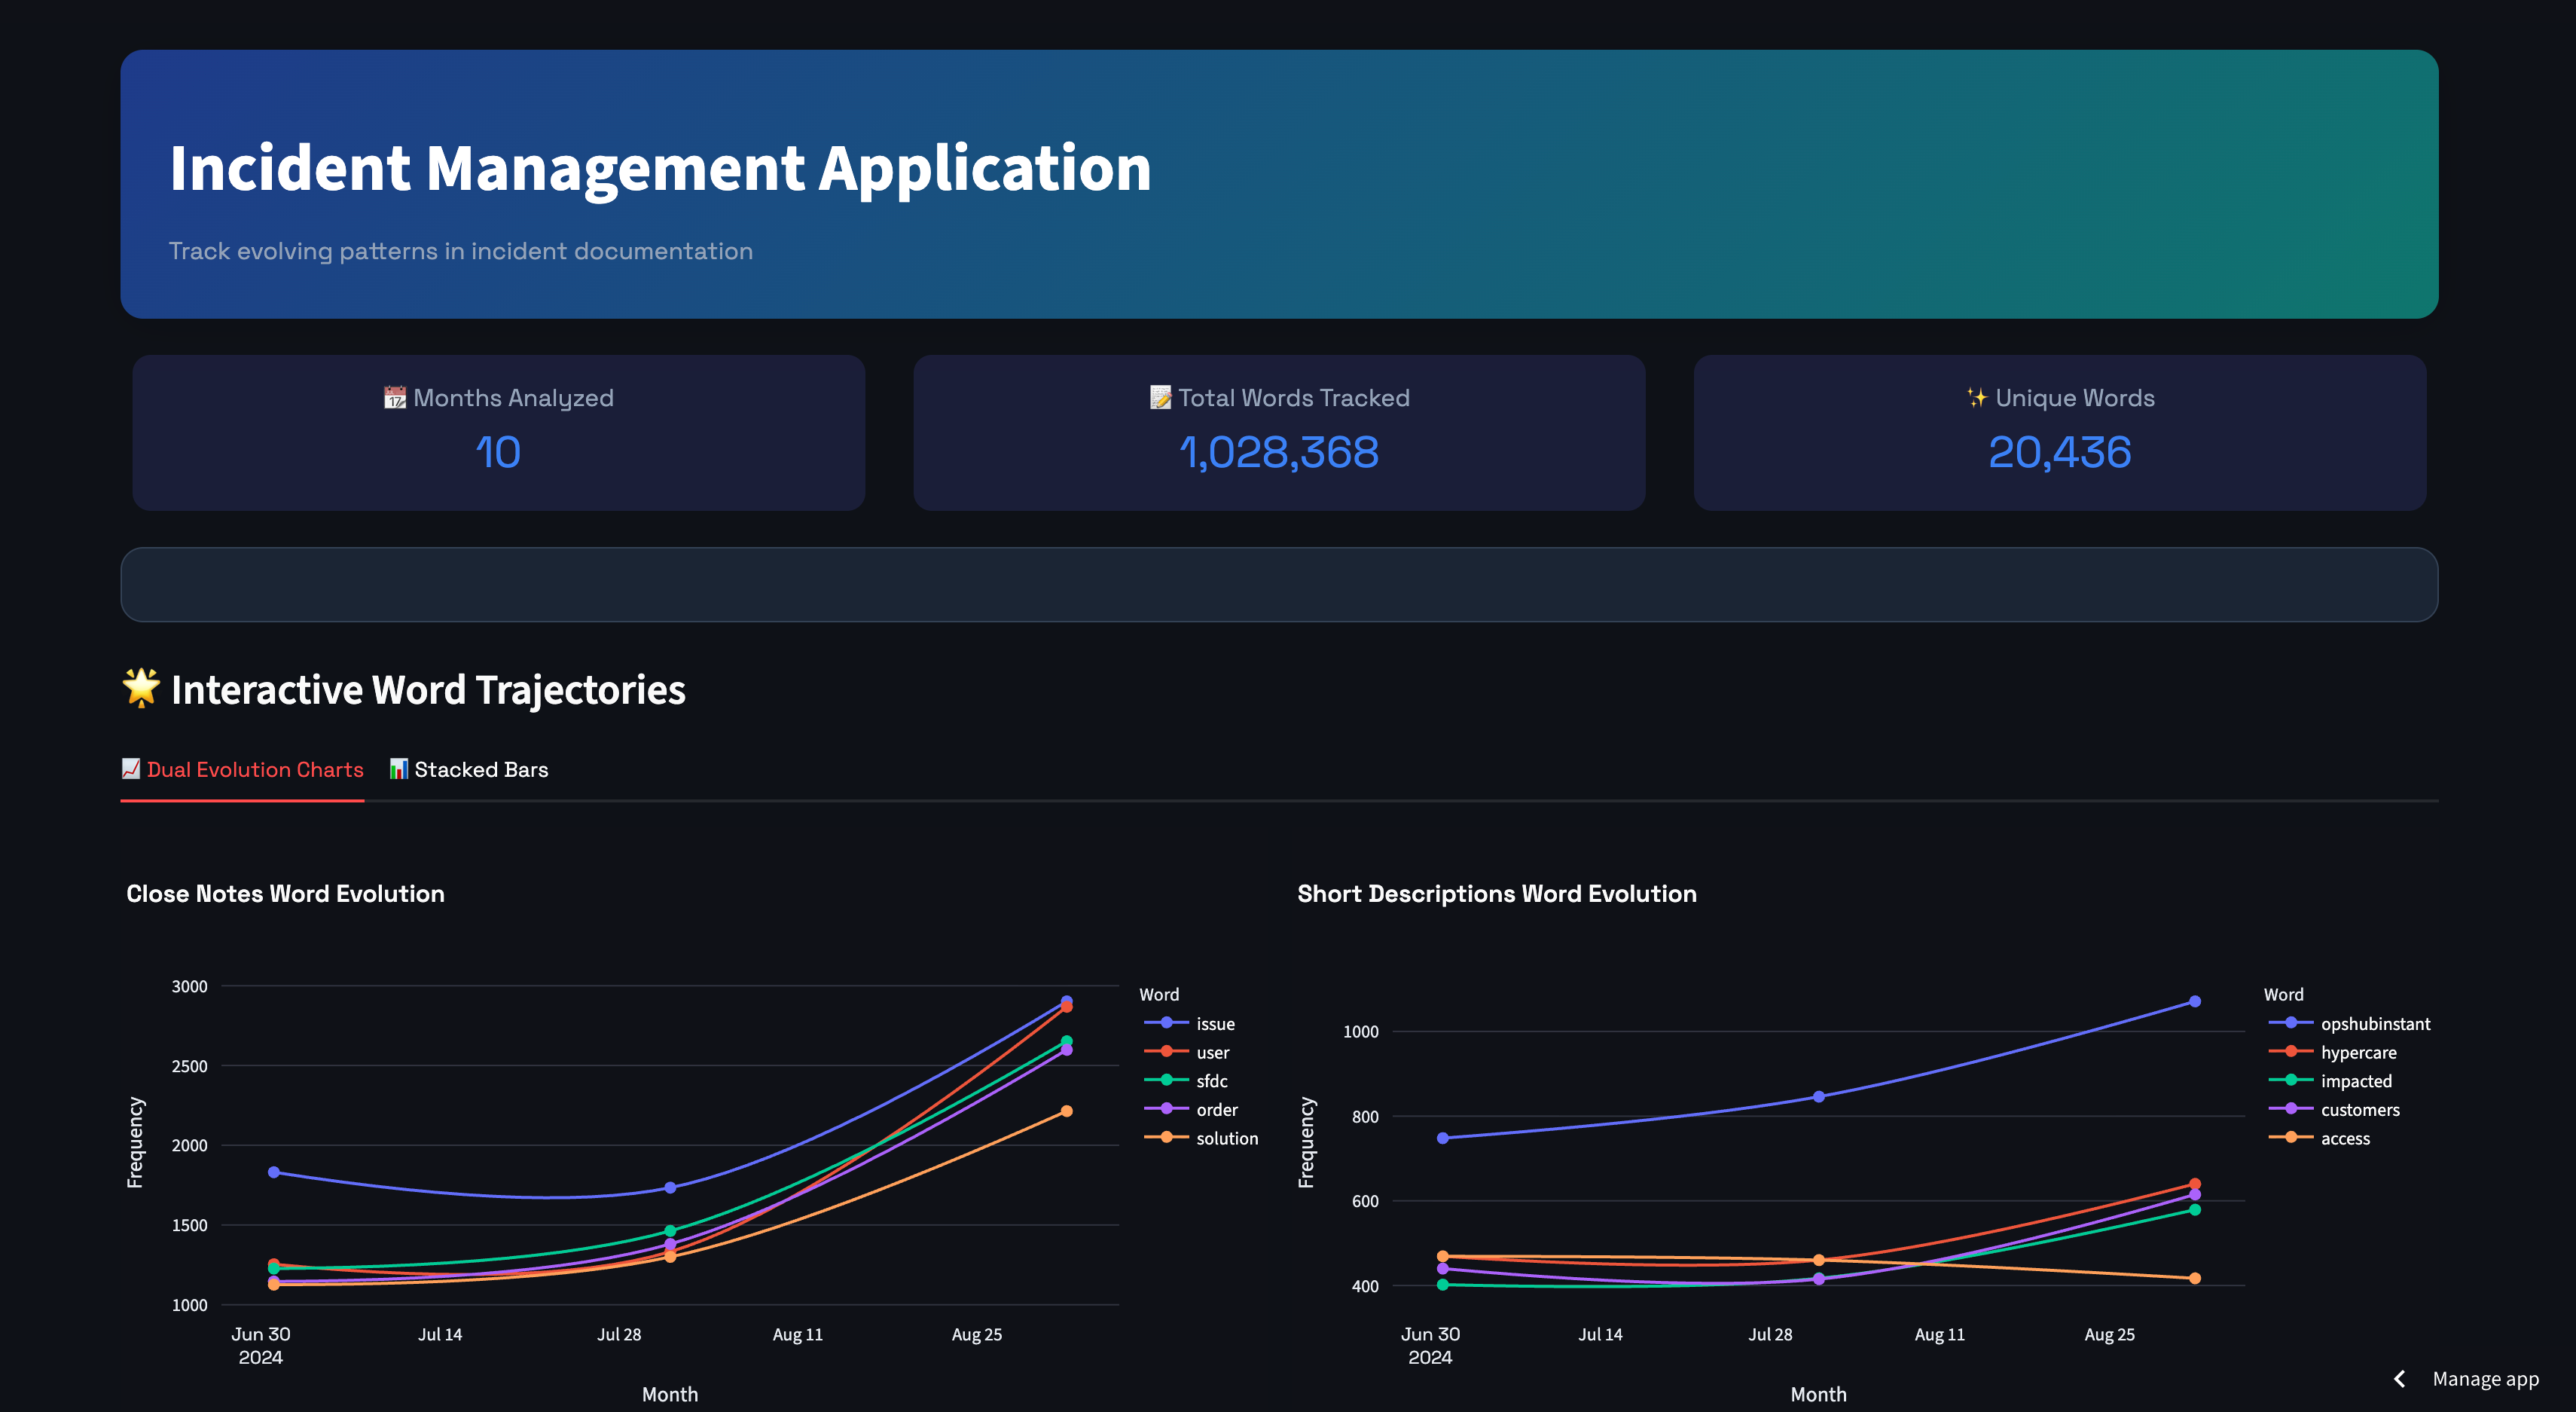 Incident Management Application
Track evolving patterns in incident documentation
📆 Months Analyzed
10
📝 Total Words Tracked
1,028,368
✨ Unique Words
20,436
🌟 Interactive Word Trajectories
📈 Dual Evolution Charts
📊 Stacked Bars
Close Notes Word Evolution
3000
2500
2000
1500
1000
Frequency
Jun 30
2024
Jul 14
Jul 28
Aug 11
Aug 25
Month
Word
issue
user
sfdc
order
solution
Short Descriptions Word Evolution
1000
800
600
400
Frequency
Jun 30
2024
Jul 14
Jul 28
Aug 11
Aug 25
Month
Word
opshubinstant
hypercare
impacted
customers
access
Manage app